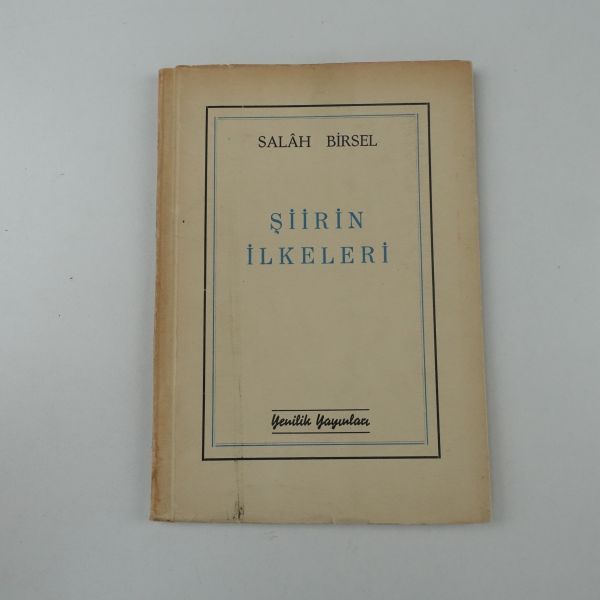 SALÂH BİRSEL
ŞİİRİN
İLKELERİ
Yenilik Yayınları